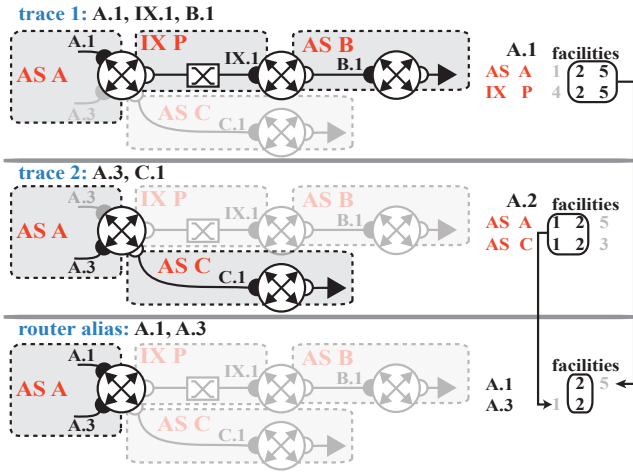 trace 1: A.1, IX.1, B.1
A.1 IX P IX.1 AS B B.1
AS A
A.3 AS C C.1
A.1 facilities
AS A 1 2 5
IX P 4 2 5
trace 2: A.3, C.1
A.3 IX P IX.1 AS B B.1
AS A
A.3 AS C C.1
A.2 facilities
AS A 1 2 5
AS C 1 2 3
router alias: A.1, A.3
A.1 IX P IX.1 AS B B.1
AS A
A.3 AS C C.1
facilities
A.1 2 5
A.3 1 2